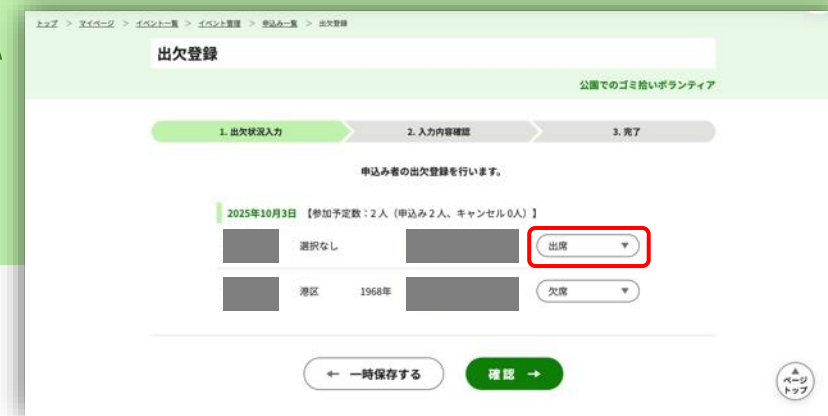 トップ > マイページ > イベント一覧 > イベント管理 > 申込み一覧 > 出欠登録
出欠登録
公園でのゴミ拾いボランティア
1. 出欠状況入力 2. 入力内容確認 3. 完了
申込み者の出欠登録を行います。
2025年10月3日 【参加予定数：2人（申込み2人、キャンセル0人）】
選択なし 出席 ▼
港区 1968年 欠席 ▼
← 一時保存する 確認 →
▲
ページ
トップ